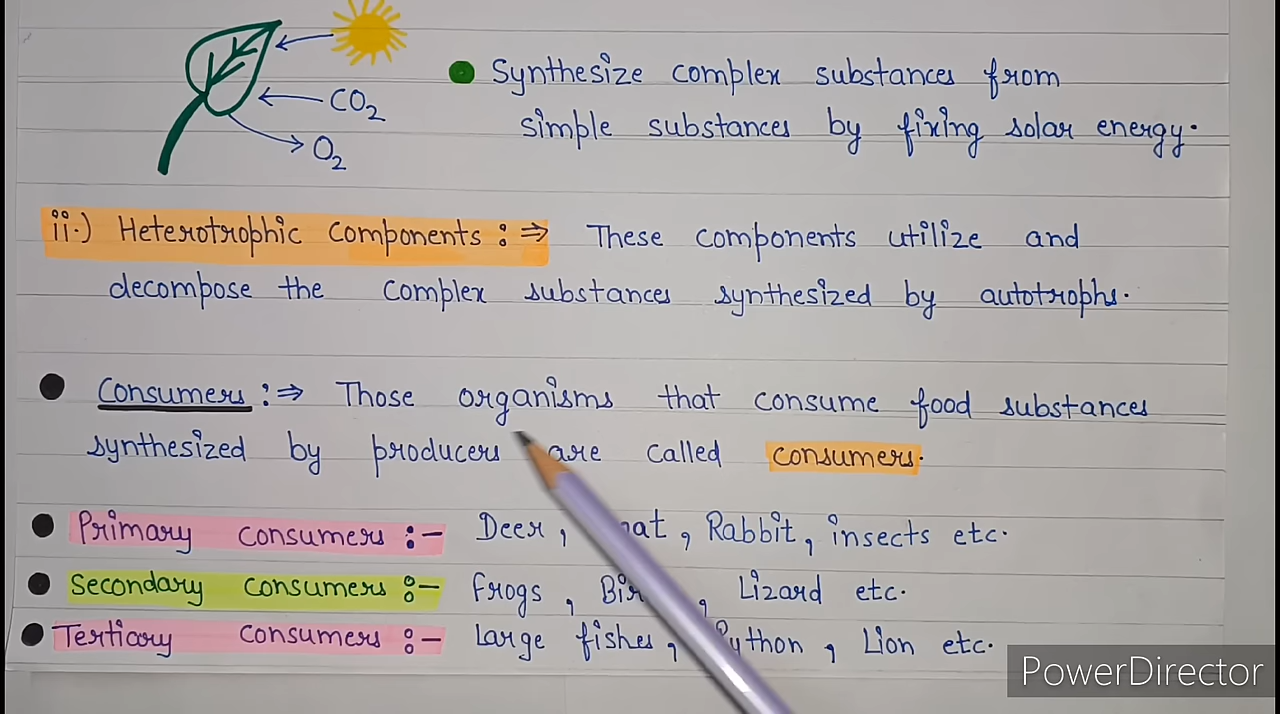 Synthesize complex substances from
CO2
simple substances by fixing solar energy.
O2
ii.) Heterotrophic Components :⇒ These components utilize and
decompose the complex substances synthesized by autotrophs.
Consumers :⇒ Those organisms that consume food substances
synthesized by producers are called consumers.
Primary consumers :- Deer, Rabbit, insects etc.
Secondary consumers :- Frogs, , Lizard etc.
Tertiary consumers :- Large fishes, Python, Lion etc.
PowerDirector